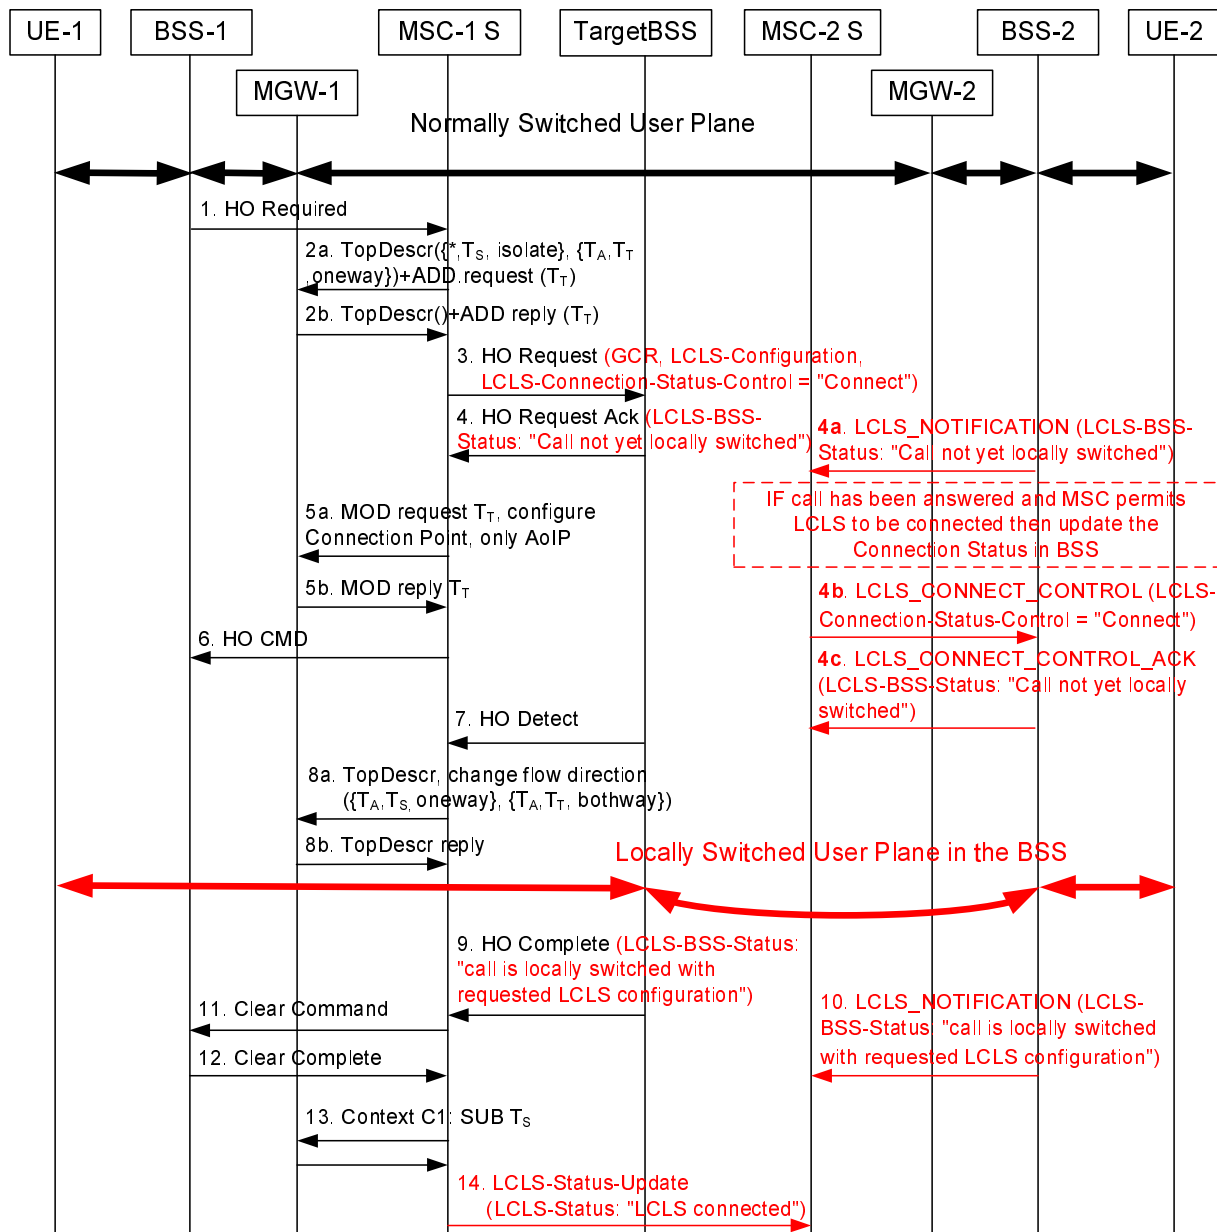 UE-1
BSS-1
MSC-1 S
TargetBSS
MSC-2 S
BSS-2
UE-2
MGW-1
MGW-2
Normally Switched User Plane
1. HO Required
2a. TopDescr({*,TS, isolate}, {TA,TT
,oneway})+ADD.request (TT)
2b. TopDescr()+ADD reply (TT)
3. HO Request (GCR, LCLS-Configuration,
LCLS-Connection-Status-Control = "Connect")
4. HO Request Ack (LCLS-BSS-
Status: "Call not yet locally switched")
4a. LCLS_NOTIFICATION (LCLS-BSS-
Status: "Call not yet locally switched")
IF call has been answered and MSC permits
LCLS to be connected then update the
Connection Status in BSS
5a. MOD request TT, configure
Connection Point, only AoIP
5b. MOD reply TT
4b. LCLS_CONNECT_CONTROL (LCLS-
Connection-Status-Control = "Connect")
6. HO CMD
4c. LCLS_CONNECT_CONTROL_ACK
(LCLS-BSS-Status: "Call not yet locally
switched")
7. HO Detect
8a. TopDescr, change flow direction
({TA,TS, oneway}, {TA,TT, bothway})
8b. TopDescr reply
Locally Switched User Plane in the BSS
9. HO Complete (LCLS-BSS-Status:
"call is locally switched with
requested LCLS configuration")
10. LCLS_NOTIFICATION (LCLS-
BSS-Status: "call is locally switched
with requested LCLS configuration")
11. Clear Command
12. Clear Complete
13. Context C1: SUB TS
14. LCLS-Status-Update
(LCLS-Status: "LCLS connected")